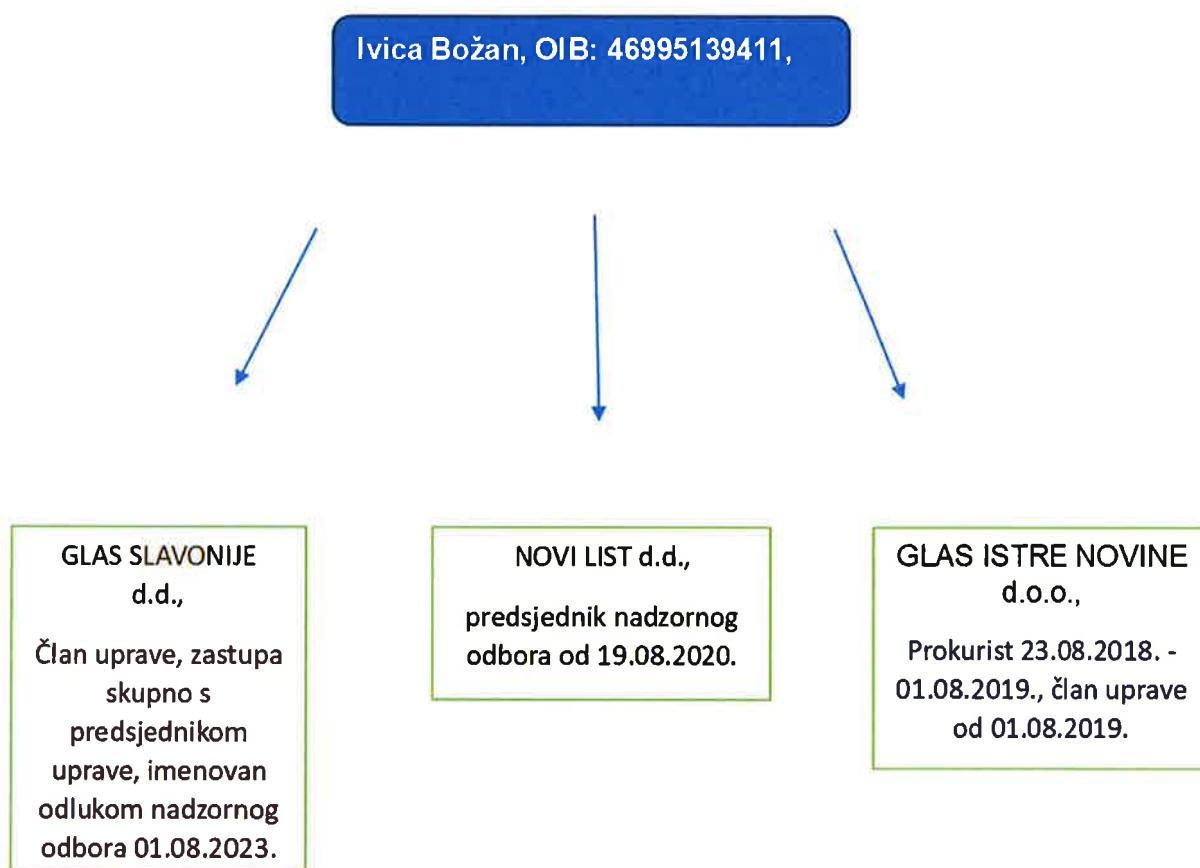 Ivica Božan, OIB: 46995139411,
GLAS SLAVONIJE
d.d.,
Član uprave, zastupa
skupno s
predsjednikom
uprave, imenovan
odlukom nadzornog
odbora 01.08.2023.
NOVI LIST d.d.,
predsjednik nadzornog
odbora od 19.08.2020.
GLAS ISTRE NOVINE
d.o.o.,
Prokurist 23.08.2018. -
01.08.2019., član uprave
od 01.08.2019.